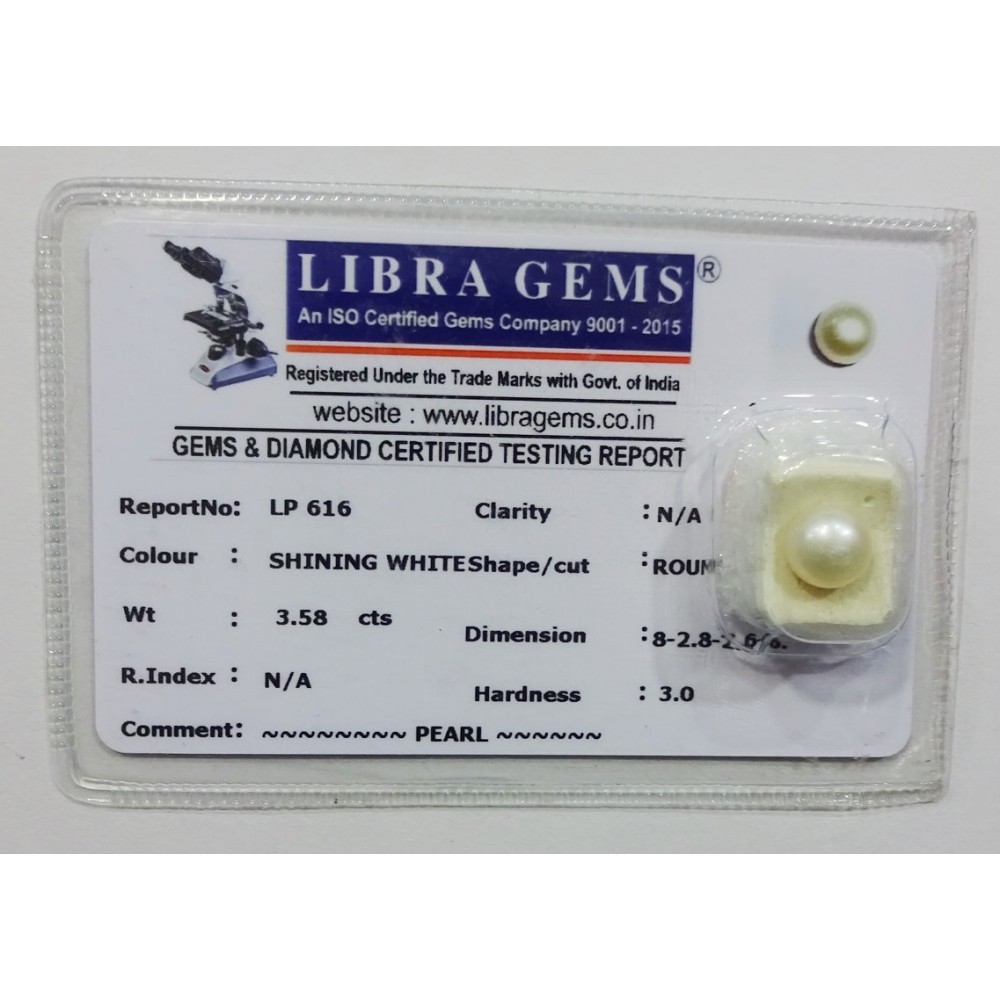 LIBRA GEMS ®
An ISO Certified Gems Company 9001 - 2015
Registered Under the Trade Marks with Govt. of India
website : www.libragems.co.in
GEMS & DIAMOND CERTIFIED TESTING REPORT
ReportNo: LP 616 Clarity : N/A
Colour : SHINING WHITE Shape/cut :
Wt : 3.58 cts Dimension :
R.Index : N/A Hardness : 3.0
Comment: ~~~~~~~~ PEARL ~~~~~~